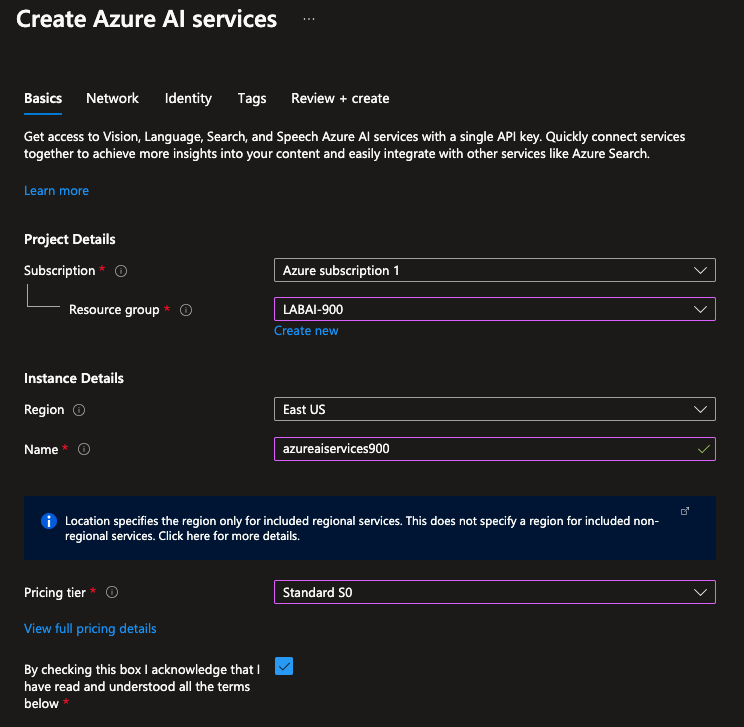 Create Azure AI services ...
Basics Network Identity Tags Review + create
Get access to Vision, Language, Search, and Speech Azure AI services with a single API key. Quickly connect services
together to achieve more insights into your content and easily integrate with other services like Azure Search.
Learn more
Project Details
Subscription * Azure subscription 1
Resource group * LABAI-900
Create new
Instance Details
Region East US
Name * azureaiservices900
Location specifies the region only for included regional services. This does not specify a region for included non-
regional services. Click here for more details.
Pricing tier * Standard S0
View full pricing details
By checking this box I acknowledge that I
have read and understood all the terms
below *